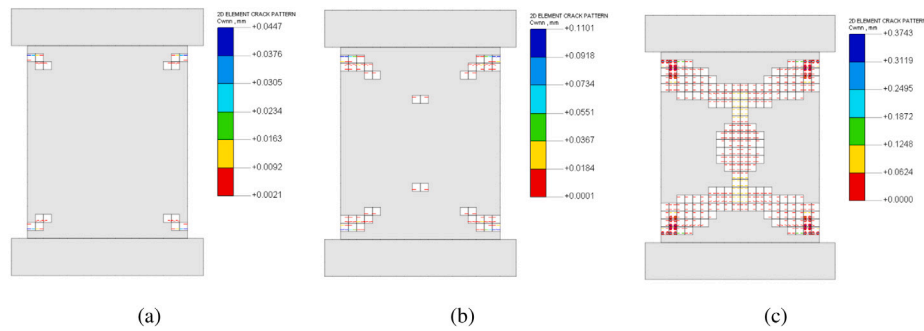 2D ELEMENT CRACK PATTERN
Cwnn , mm
+0.0447
+0.0376
+0.0305
+0.0234
+0.0163
+0.0092
+0.0021
(a)
2D ELEMENT CRACK PATTERN
Cwnn , mm
+0.1101
+0.0918
+0.0734
+0.0551
+0.0367
+0.0184
+0.0001
(b)
2D ELEMENT CRACK PATTERN
Cwnn , mm
+0.3743
+0.3119
+0.2495
+0.1872
+0.1248
+0.0624
+0.0000
(c)